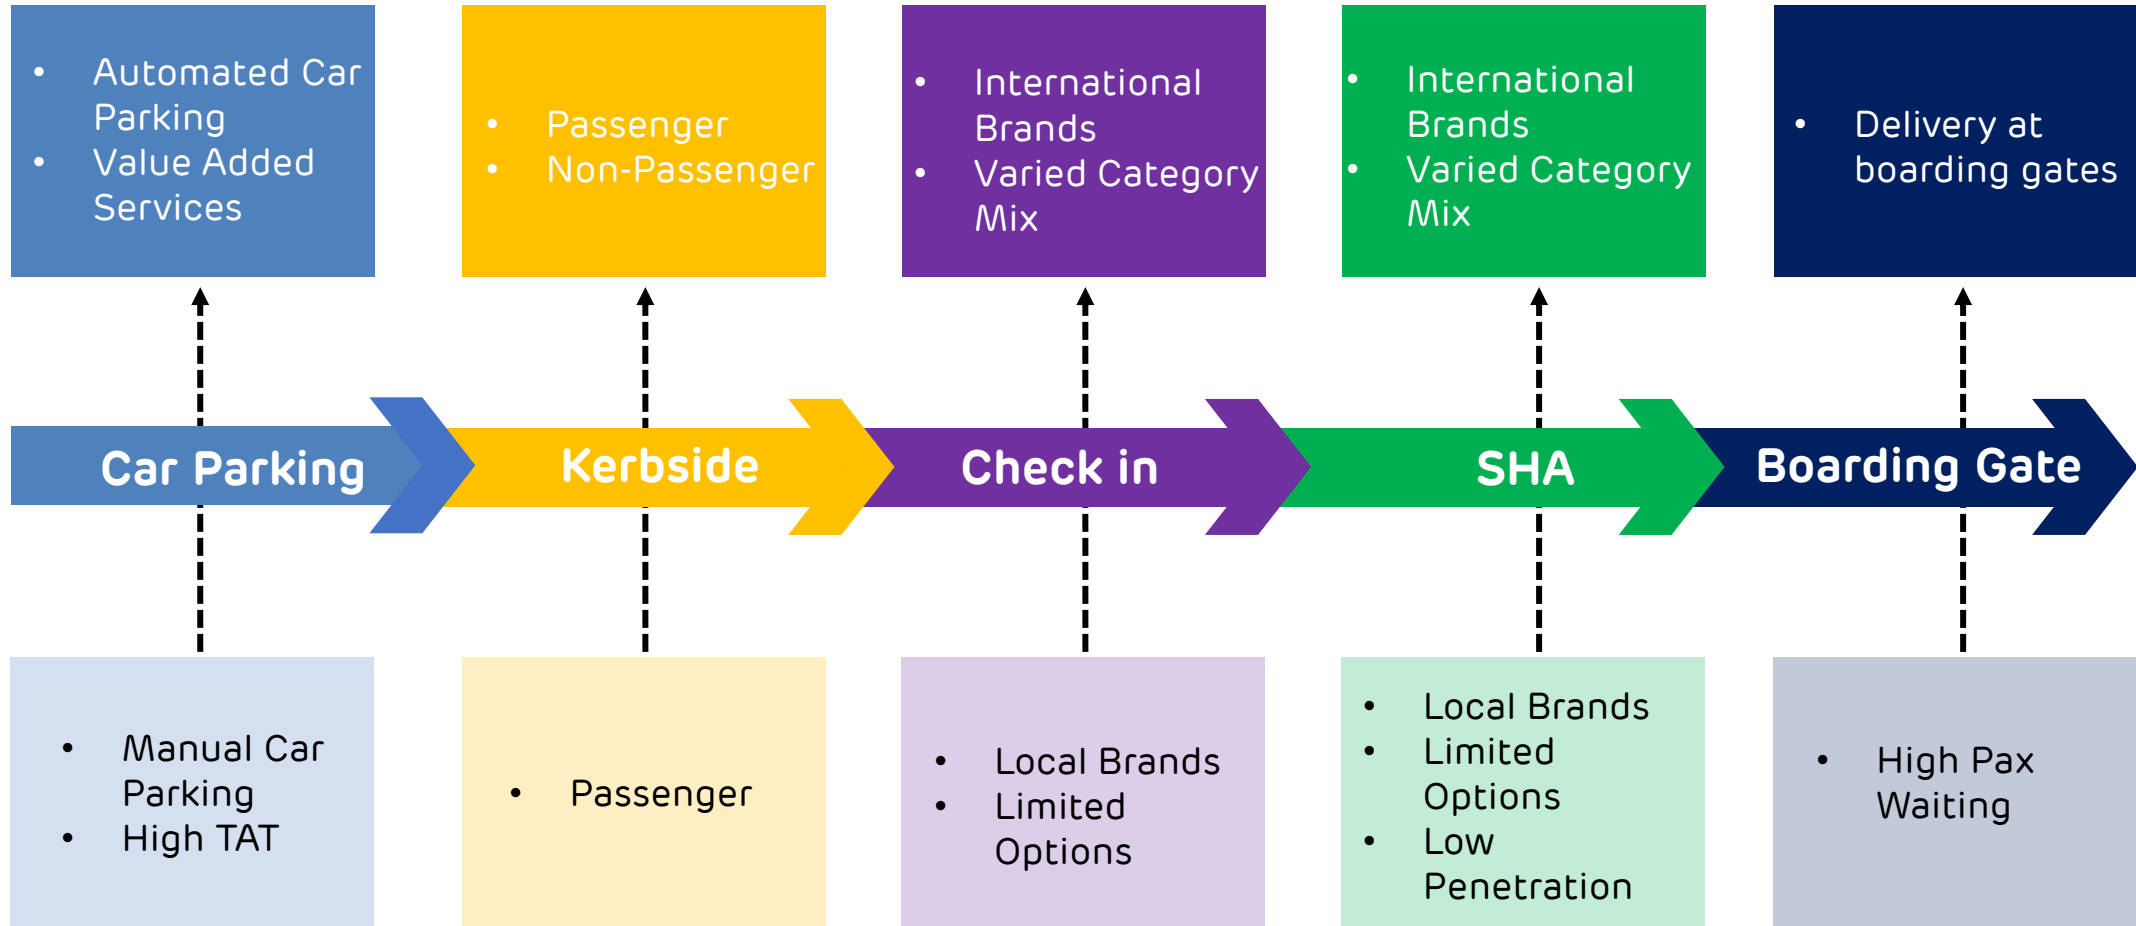 • Automated Car
Parking
• Value Added
Services
• Passenger
• Non-Passenger
• International
Brands
• Varied Category
Mix
• International
Brands
• Varied Category
Mix
• Delivery at
boarding gates
Car Parking
Kerbside
Check in
SHA
Boarding Gate
• Manual Car
Parking
• High TAT
• Passenger
• Local Brands
• Limited
Options
• Local Brands
• Limited
Options
• Low
Penetration
• High Pax
Waiting